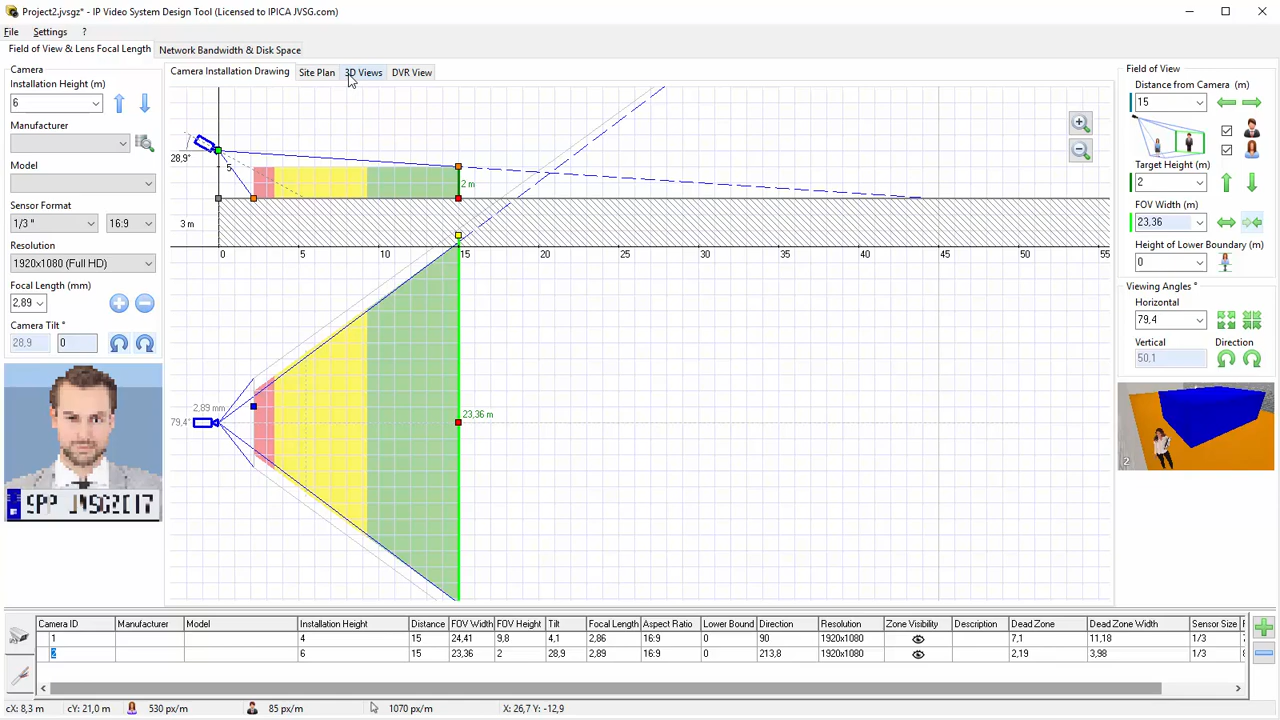 Project2.jvsgz* - IP Video System Design Tool (Licensed to IPICA JVSG.com)
File Settings ?
Field of View & Lens Focal Length Network Bandwidth & Disk Space
Camera
Installation Height (m)
6
Manufacturer
Model
Sensor Format
1/3 " 16:9
Resolution
1920x1080 (Full HD)
Focal Length (mm)
2,89
Camera Tilt °
28,9 0
Camera Installation Drawing Site Plan 3D Views DVR View
28.9°
5
2 m
3 m
0 5 10 15 20 25 30 35 40 45 50 55
2,89 mm
79.4°
23,36 m
Field of View
Distance from Camera (m)
15
Target Height (m)
2
FOV Width (m)
23,36
Height of Lower Boundary (m)
0
Viewing Angles °
Horizontal
79,4
Vertical Direction
50,1
2
Camera ID Manufacturer Model Installation Height Distance FOV Width FOV Height Tilt Focal Length Aspect Ratio Lower Bound Direction Resolution Zone Visibility Description Dead Zone Dead Zone Width Sensor Size
1 4 15 24,41 9,8 4,1 2,86 16:9 0 90 1920x1080 7,1 11,18 1/3
2 6 15 23,36 2 28,9 2,89 16:9 0 213,8 1920x1080 2,19 3,98 1/3
cX: 8,3 m cY: 21,0 m 530 px/m 85 px/m 1070 px/m X: 26,7 Y: -12,9